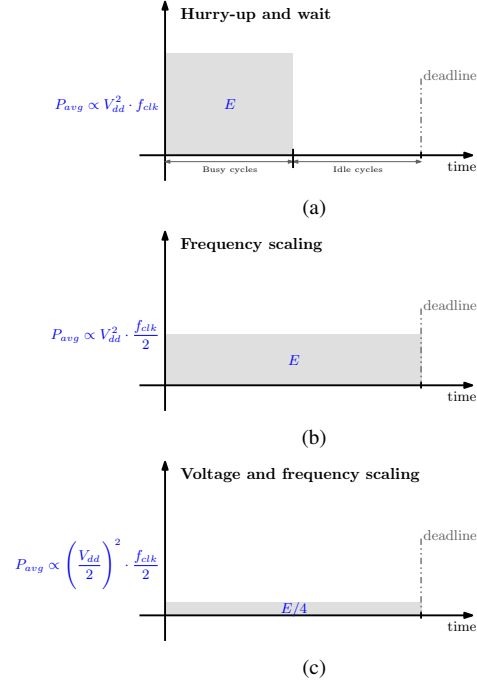 Hurry-up and wait
deadline
P_avg ∝ V_dd^2 · f_clk
E
time
Busy cycles
Idle cycles
(a)
Frequency scaling
deadline
P_avg ∝ V_dd^2 · f_clk/2
E
time
(b)
Voltage and frequency scaling
deadline
P_avg ∝ (V_dd/2)^2 · f_clk/2
E/4
time
(c)